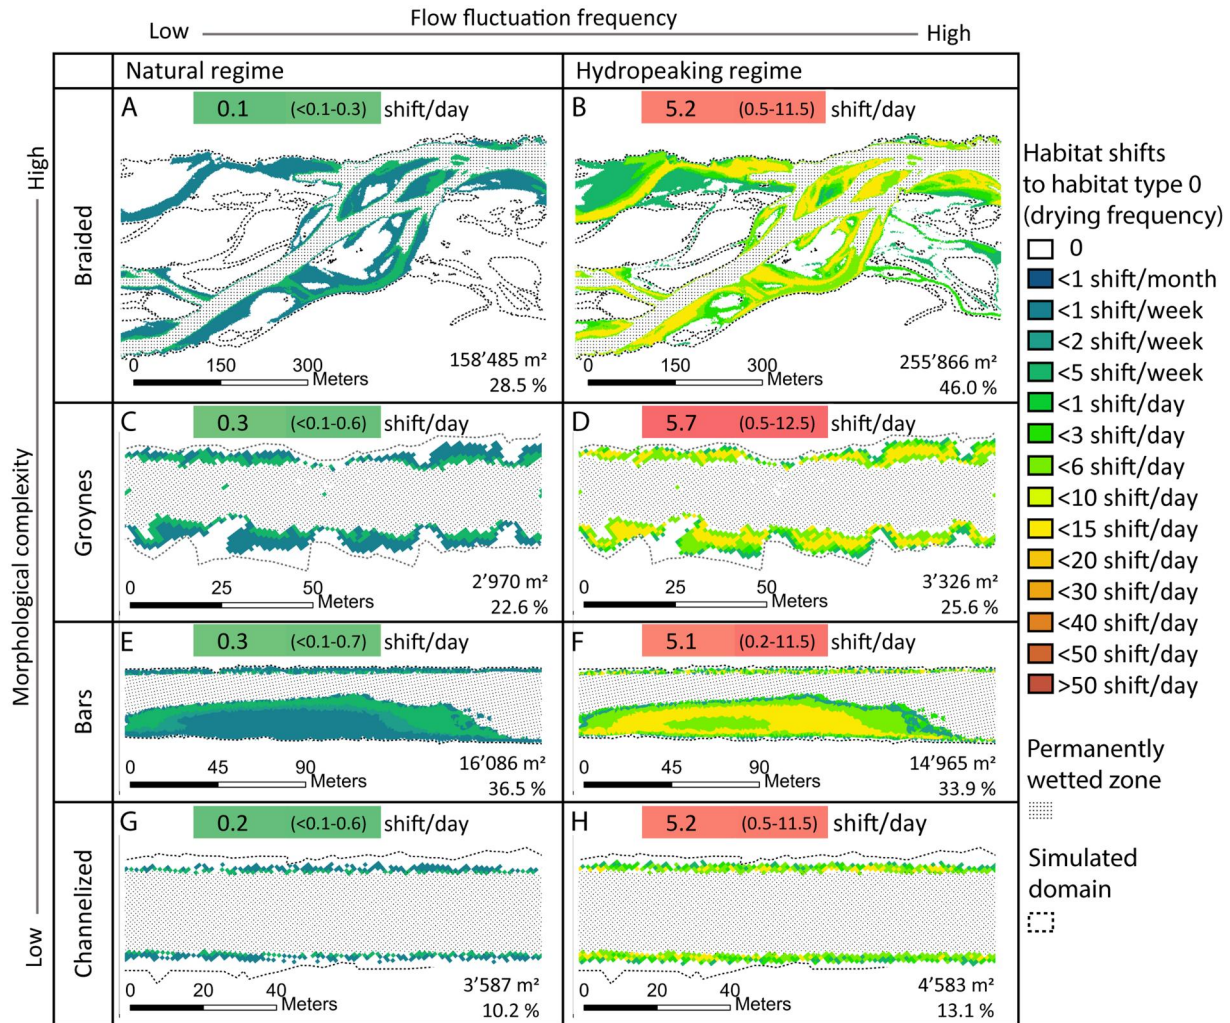 Flow fluctuation frequency
Low
High
Natural regime
Hydropeaking regime
Morphological complexity
High
Low
Braided
A
0.1 (<0.1-0.3) shift/day
0 150 300
Meters
158’485 m²
28.5 %
B
5.2 (0.5-11.5) shift/day
0 150 300
Meters
255’866 m²
46.0 %
Groynes
C
0.3 (<0.1-0.6) shift/day
0 25 50
Meters
2’970 m²
22.6 %
D
5.7 (0.5-12.5) shift/day
0 25 50
Meters
3’326 m²
25.6 %
Bars
E
0.3 (<0.1-0.7) shift/day
0 45 90
Meters
16’086 m²
36.5 %
F
5.1 (0.2-11.5) shift/day
0 45 90
Meters
14’965 m²
33.9 %
Channelized
G
0.2 (<0.1-0.6) shift/day
0 20 40
Meters
3’587 m²
10.2 %
H
5.2 (0.5-11.5) shift/day
0 20 40
Meters
4’583 m²
13.1 %
Habitat shifts
to habitat type 0
(drying frequency)
0
<1 shift/month
<1 shift/week
<2 shift/week
<5 shift/week
<1 shift/day
<3 shift/day
<6 shift/day
<10 shift/day
<15 shift/day
<20 shift/day
<30 shift/day
<40 shift/day
<50 shift/day
>50 shift/day
Permanently
wetted zone
Simulated
domain